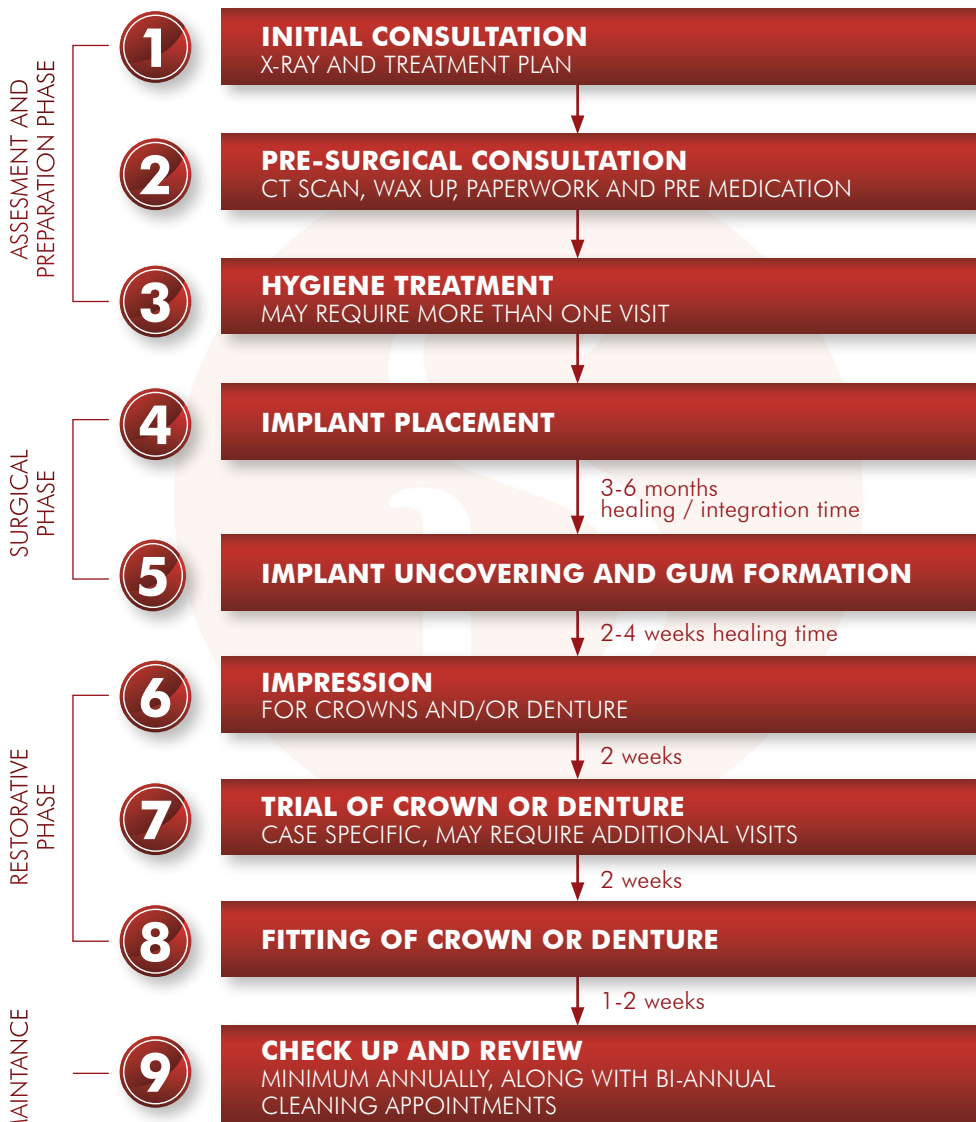 ASSESMENT AND
PREPARATION PHASE
1
INITIAL CONSULTATION
X-RAY AND TREATMENT PLAN
2
PRE-SURGICAL CONSULTATION
CT SCAN, WAX UP, PAPERWORK AND PRE MEDICATION
3
HYGIENE TREATMENT
MAY REQUIRE MORE THAN ONE VISIT
SURGICAL
PHASE
4
IMPLANT PLACEMENT
3-6 months
healing / integration time
5
IMPLANT UNCOVERING AND GUM FORMATION
2-4 weeks healing time
RESTORATIVE
PHASE
6
IMPRESSION
FOR CROWNS AND/OR DENTURE
2 weeks
7
TRIAL OF CROWN OR DENTURE
CASE SPECIFIC, MAY REQUIRE ADDITIONAL VISITS
2 weeks
8
FITTING OF CROWN OR DENTURE
1-2 weeks
MAINTANCE
9
CHECK UP AND REVIEW
MINIMUM ANNUALLY, ALONG WITH BI-ANNUAL
CLEANING APPOINTMENTS